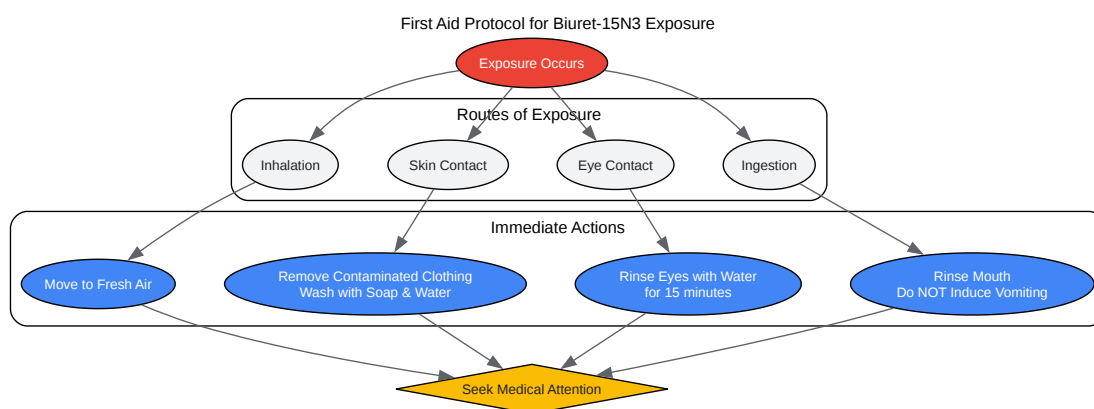 First Aid Protocol for Biuret-15N3 Exposure
Exposure Occurs
Routes of Exposure
Inhalation
Skin Contact
Eye Contact
Ingestion
Immediate Actions
Move to Fresh Air
Remove Contaminated Clothing
Wash with Soap & Water
Rinse Eyes with Water
for 15 minutes
Rinse Mouth
Do NOT Induce Vomiting
Seek Medical Attention